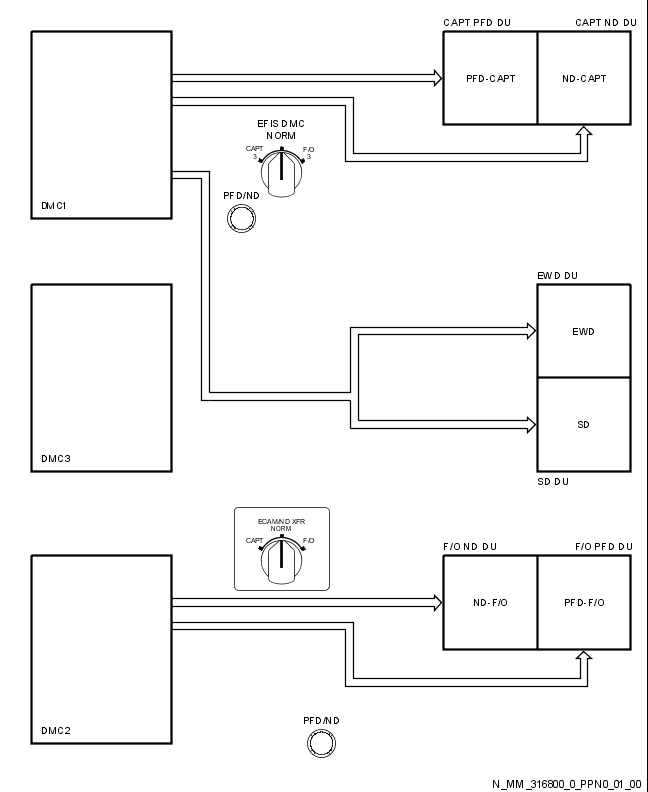 CAPT PFD DU CAPT ND DU
PFD-CAPT ND-CAPT
EFIS DMC
NORM
CAPT
3
F/O
3
PFD/ND
DMC1
EWD DU
EWD
SD
DMC3
SD DU
ECAM/ND XFR
NORM
CAPT F/O
F/O ND DU F/O PFD DU
ND-F/O PFD-F/O
PFD/ND
DMC2
N_MM_316800_0_PPN0_01_00